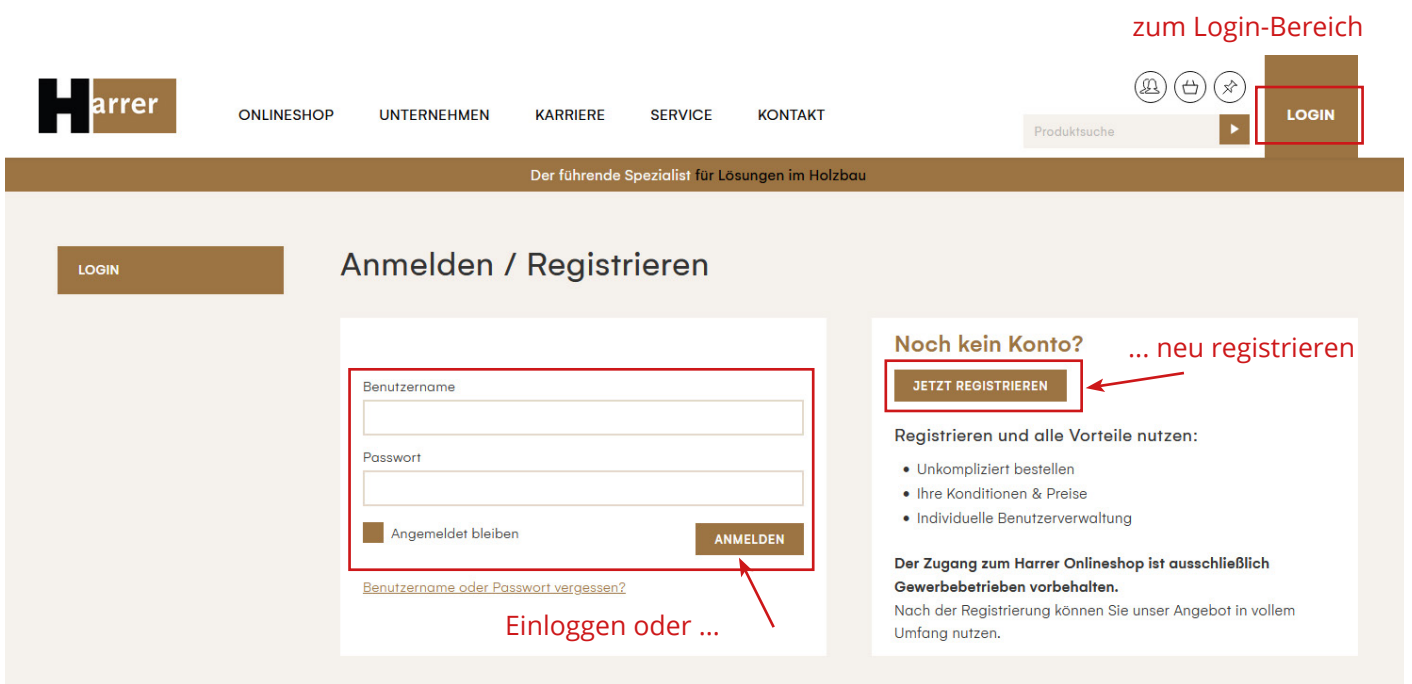 zum Login-Bereich
Harrer
ONLINESHOP UNTERNEHMEN KARRIERE SERVICE KONTAKT
Produktsuche
LOGIN
Der führende Spezialist für Lösungen im Holzbau
LOGIN
Anmelden / Registrieren
Benutzername
Passwort
Angemeldet bleiben
ANMELDEN
Benutzername oder Passwort vergessen?
Einloggen oder ...
Noch kein Konto?
... neu registrieren
JETZT REGISTRIEREN
Registrieren und alle Vorteile nutzen:
• Unkompliziert bestellen
• Ihre Konditionen & Preise
• Individuelle Benutzerverwaltung
Der Zugang zum Harrer Onlineshop ist ausschließlich
Gewerbebetrieben vorbehalten.
Nach der Registrierung können Sie unser Angebot in vollem
Umfang nutzen.